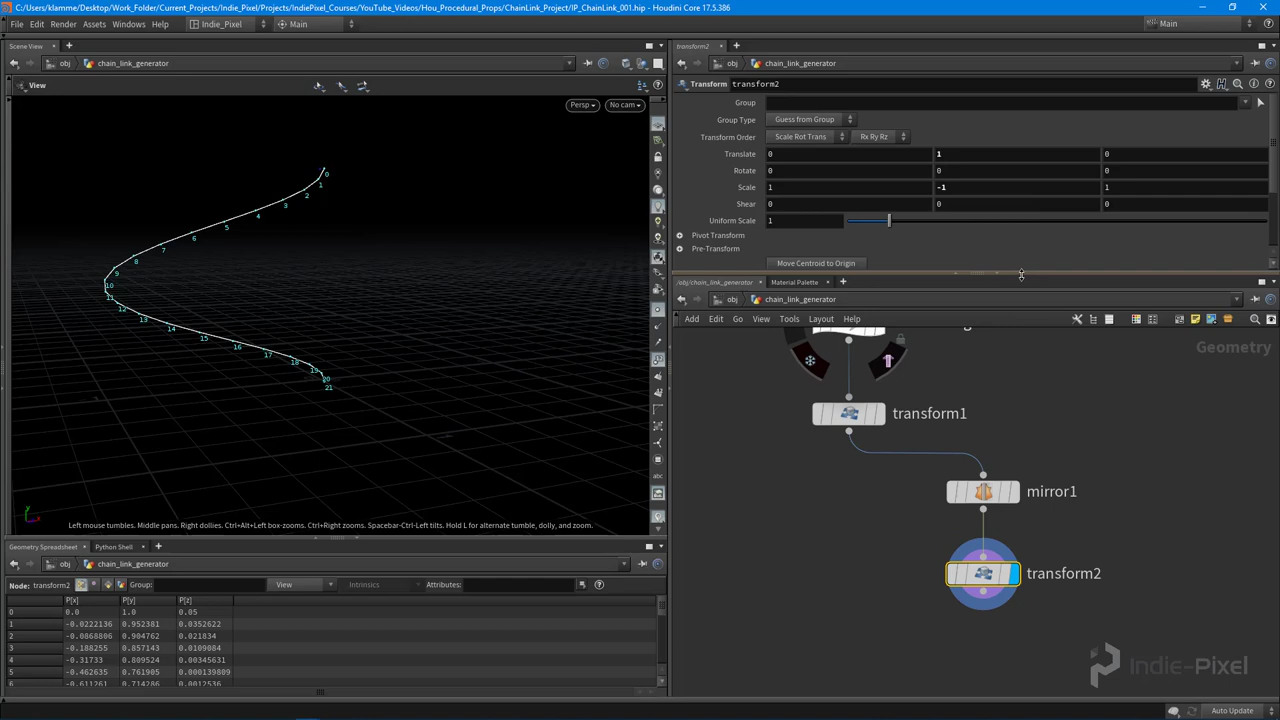 C:/Users/klamme/Desktop/Work_Folder/Current_Projects/Indie_Pixel/Projects/IndiePixel_Courses/YouTube_Videos/Hou_Procedural_Props/ChainLink_Project/IP_ChainLink_001.hip - Houdini Core 17.5.386
File Edit Render Assets Windows Help Indie_Pixel Main Main
Scene View
obj chain_link_generator
View
Persp No cam
0
1
2
3
4
5
6
7
8
9
10
11
12
13
14
15
16
17
18
19
20
21
abc
y
x
Left mouse tumbles. Middle pans. Right dollies. Ctrl+Alt+Left box-zooms. Ctrl+Right zooms. Spacebar-Ctrl-Left tilts. Hold L for alternate tumble, dolly, and zoom.
Geometry Spreadsheet Python Shell
obj chain_link_generator
Node: transform2 Group: View Intrinsics Attributes:
P[x] P[y] P[z]
0 0.0 1.0 0.05
1 -0.0222136 0.952381 0.0352622
2 -0.0868806 0.904762 0.021834
3 -0.188255 0.857143 0.0109084
4 -0.31733 0.809524 0.00345631
5 -0.462635 0.761905 0.000139809
6 -0.611261 0.714286 0.0012536
transform2
obj chain_link_generator
Transform transform2
Group
Group Type Guess from Group
Transform Order Scale Rot Trans Rx Ry Rz
Translate 0 1 0
Rotate 0 0 0
Scale 1 -1 1
Shear 0 0 0
Uniform Scale 1
Pivot Transform
Pre-Transform
Move Centroid to Origin
/obj/chain_link_generator Material Palette
obj chain_link_generator
Add Edit Go View Tools Layout Help
Geometry
transform1
mirror1
transform2
Indie-Pixel
Auto Update